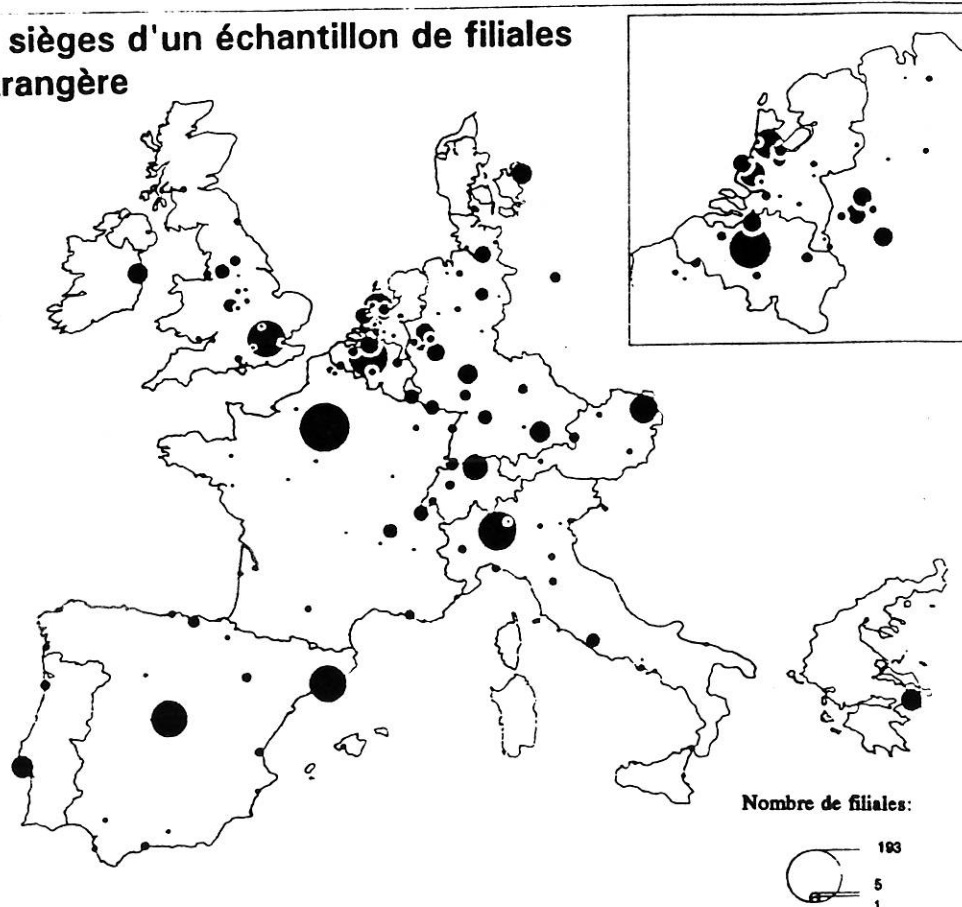 sièges d'un échantillon de filiales
rangère
Nombre de filiales:
193
5
1